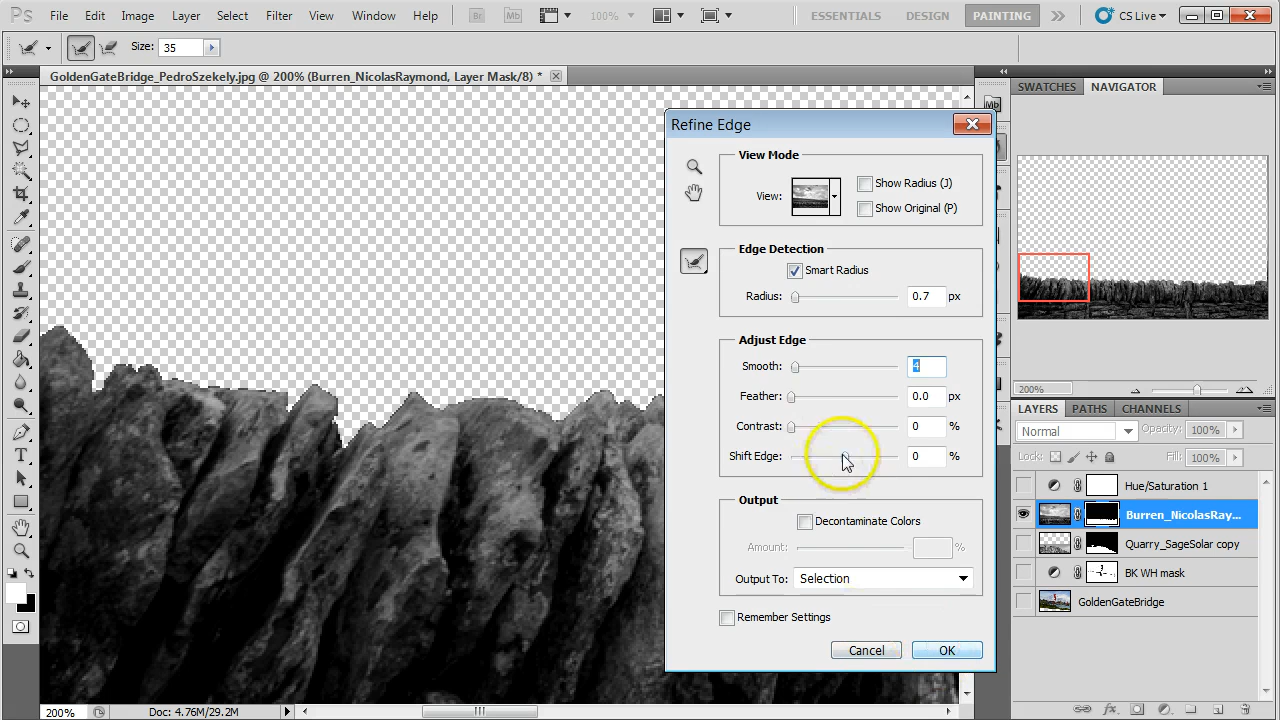 PS File Edit Image Layer Select Filter Analysis Window Help Br Mb 100% ESSENTIALS DESIGN PAINTING CS Live
Size: 35
GoldenGateBridge_PedroSzekely.jpg @ 200% (Burren_NicolasRaymond, Layer Mask/8) *
SWATCHES NAVIGATOR
Mb
Refine Edge
View Mode
View:
Show Radius (J)
Show Original (P)
Edge Detection
Smart Radius
Radius: 0.7 px
Adjust Edge
Smooth: 4
Feather: 0.0 px
Contrast: 0 %
Shift Edge: 0 %
Output
Decontaminate Colors
Amount: %
Output To: Selection
Remember Settings
Cancel OK
200%
LAYERS PATHS CHANNELS
Normal Opacity: 100%
Lock: Fill: 100%
Hue/Saturation 1
Burren_NicolasRay...
Quarry_SageSolar copy
BK WH mask
GoldenGateBridge
200% Doc: 4.76M/29.2M